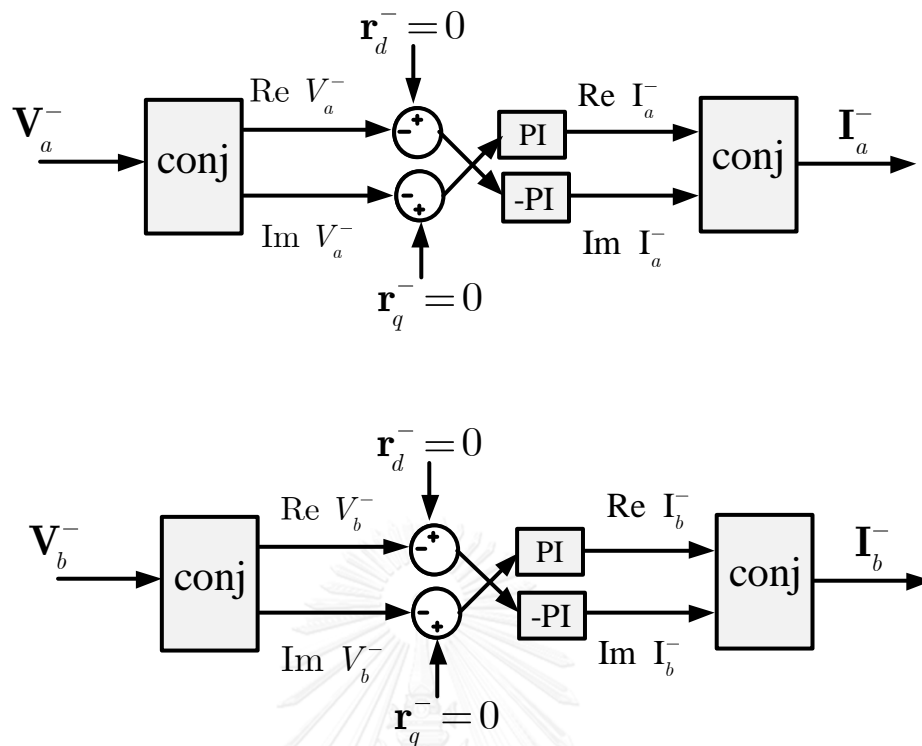 r_d^- = 0
Re V_a^-
Re I_a^-
V_a^-
conj
PI
conj
I_a^-
-PI
Im V_a^-
Im I_a^-
r_q^- = 0
r_d^- = 0
Re V_b^-
Re I_b^-
V_b^-
conj
PI
conj
I_b^-
-PI
Im V_b^-
Im I_b^-
r_q^- = 0